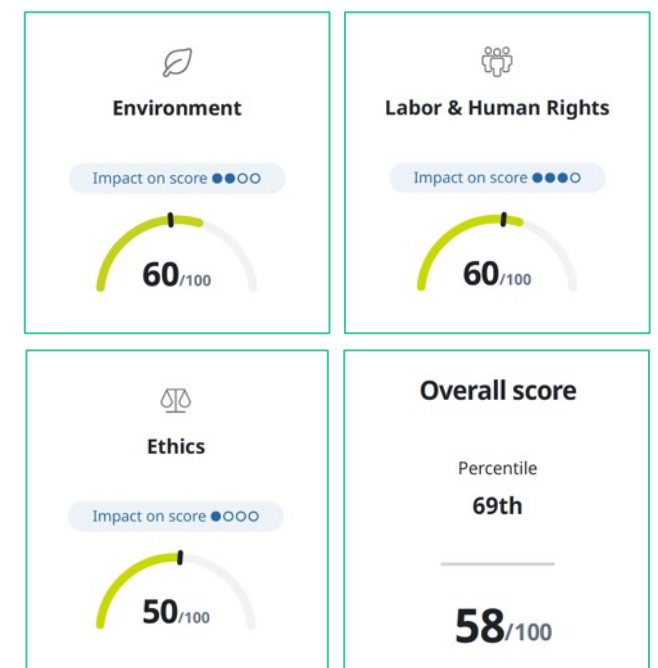 Environment
Impact on score
60/100
Labor & Human Rights
Impact on score
60/100
Ethics
Impact on score
50/100
Overall score
Percentile
69th
58/100